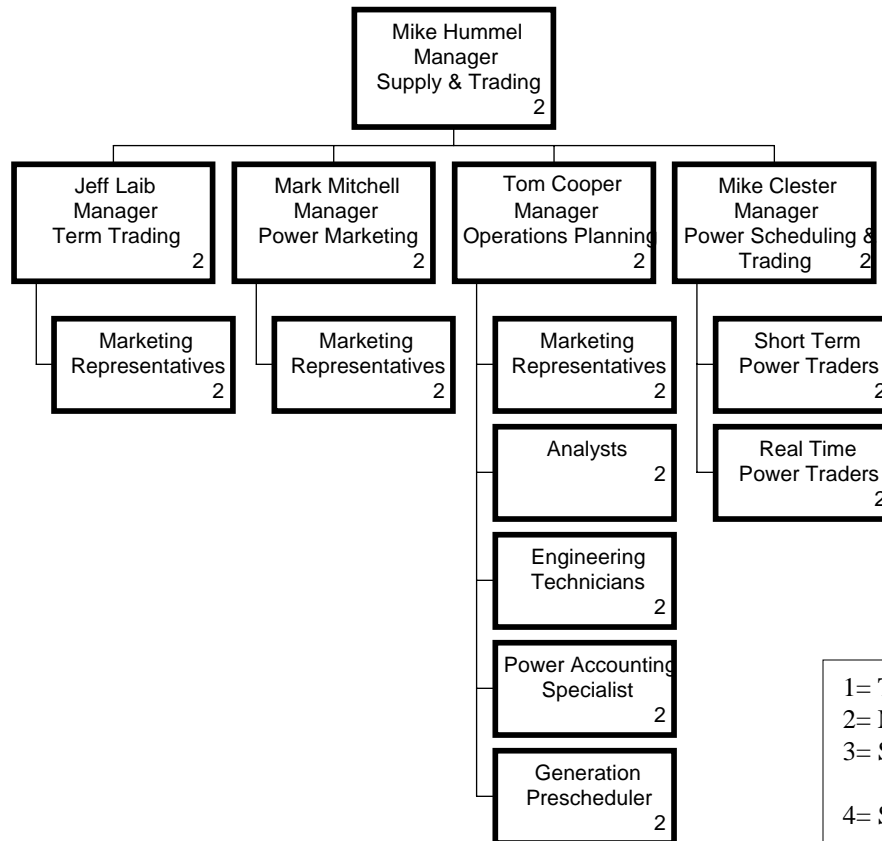 Mike Hummel
Manager
Supply & Trading
2
Jeff Laib
Manager
Term Trading
2
Mark Mitchell
Manager
Power Marketing
2
Tom Cooper
Manager
Operations Planning
2
Mike Clester
Manager
Power Scheduling &
Trading
2
Marketing
Representatives
2
Marketing
Representatives
2
Marketing
Representatives
2
Analysts
2
Engineering
Technicians
2
Power Accounting
Specialist
2
Generation
Prescheduler
2
Short Term
Power Traders
2
Real Time
Power Traders
2
1=
2=
3=
4=